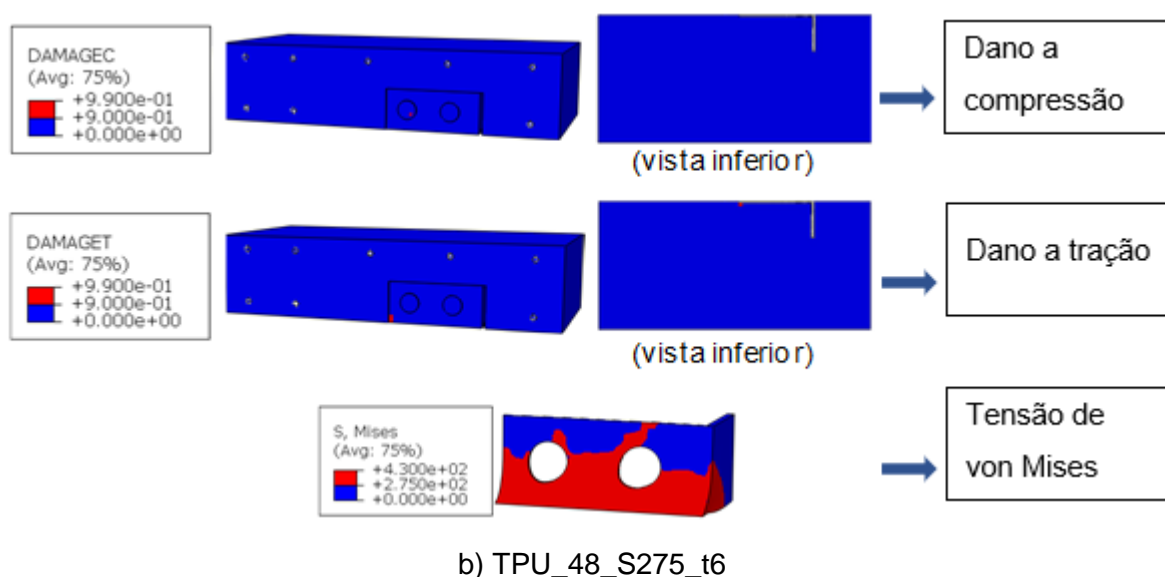 DAMAGEC
(Avg: 75%)
+9.900e-01
+9.000e-01
+0.000e+00
(vista inferior)
Dano a
compressão
DAMAGET
(Avg: 75%)
+9.900e-01
+9.000e-01
+0.000e+00
(vista inferior)
Dano a tração
S, Mises
(Avg: 75%)
+4.300e+02
+2.750e+02
+0.000e+00
Tensão de
von Mises
b) TPU_48_S275_t6